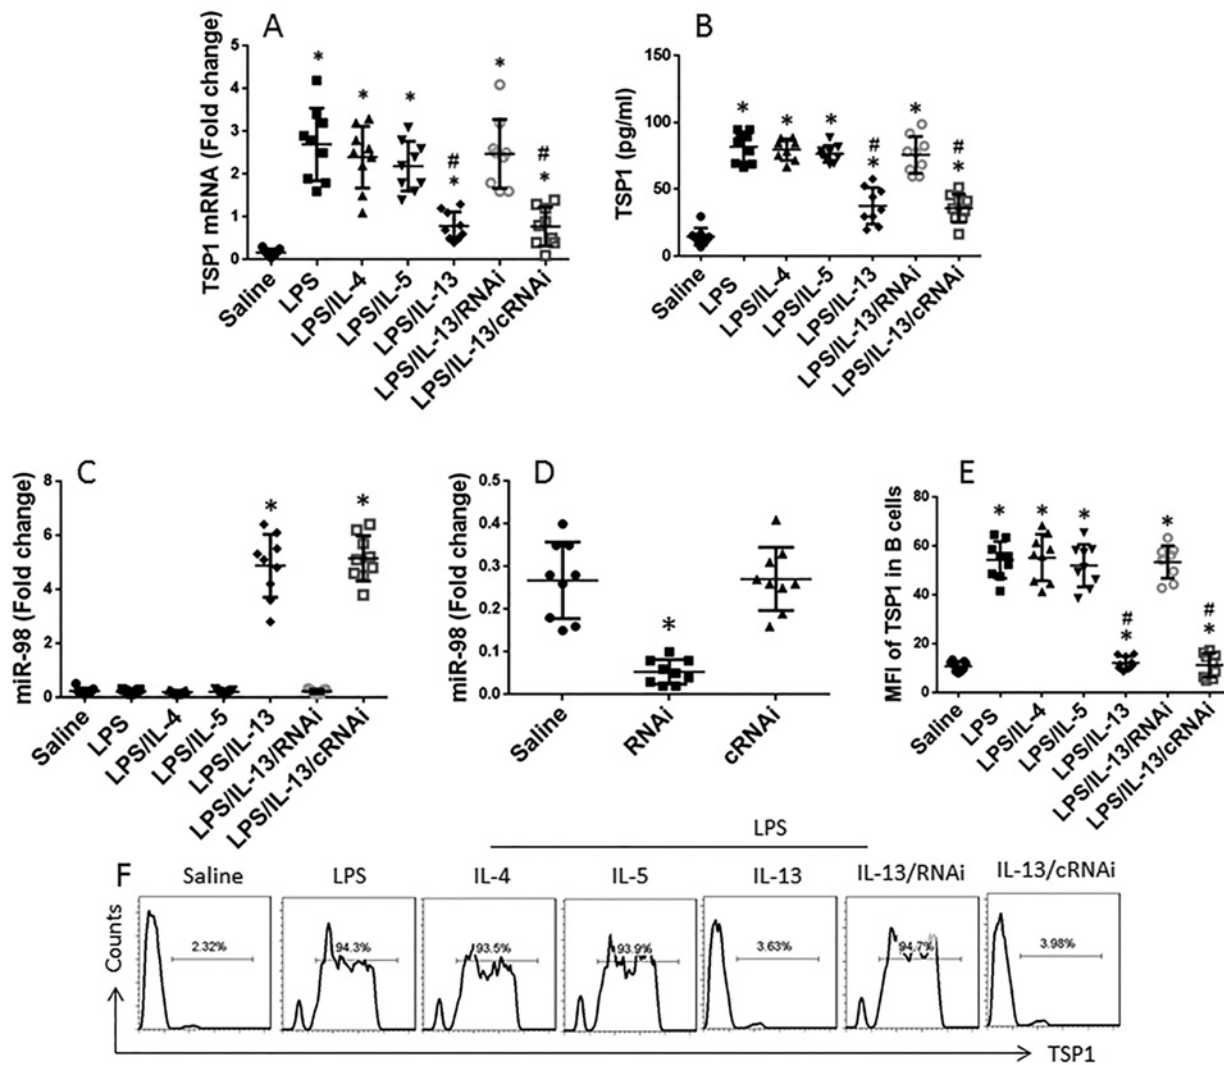 A
B
TSP1 mRNA (Fold change)
5
4
3
2
1
0
* * * # * * # *
Saline
LPS
LPS/IL-4
LPS/IL-5
LPS/IL-13
LPS/IL-13/RNAi
LPS/IL-13/cRNAi
TSP1 (pg/ml)
150
100
50
0
* * * # * * # *
Saline
LPS
LPS/IL-4
LPS/IL-5
LPS/IL-13
LPS/IL-13/RNAi
LPS/IL-13/cRNAi
C
miR-98 (Fold change)
8
6
4
2
0
* *
Saline
LPS
LPS/IL-4
LPS/IL-5
LPS/IL-13
LPS/IL-13/RNAi
LPS/IL-13/cRNAi
D
miR-98 (Fold change)
0.5
0.4
0.3
0.2
0.1
0.0
*
Saline
RNAi
cRNAi
E
MFI of TSP1 in B cells
80
60
40
20
0
* * * # * * # *
Saline
LPS
LPS/IL-4
LPS/IL-5
LPS/IL-13
LPS/IL-13/RNAi
LPS/IL-13/cRNAi
LPS
F
Saline LPS IL-4 IL-5 IL-13 IL-13/RNAi IL-13/cRNAi
Counts
2.32% 94.3% 93.5% 93.9% 3.63% 94.7% 3.98%
TSP1